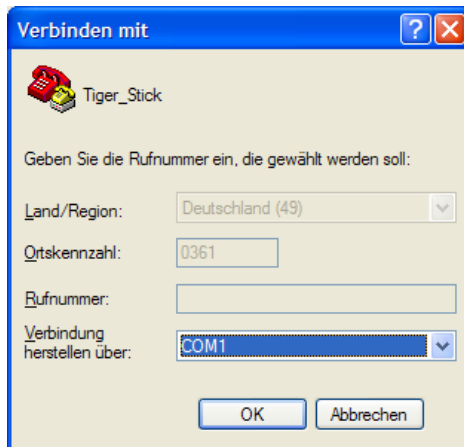 Verbinden mit
Tiger_Stick
Geben Sie die Rufnummer ein, die gewählt werden soll:
Land/Region: Deutschland (49)
Ortskennzahl: 0361
Rufnummer:
Verbindung
herstellen über: COM1
OK Abbrechen